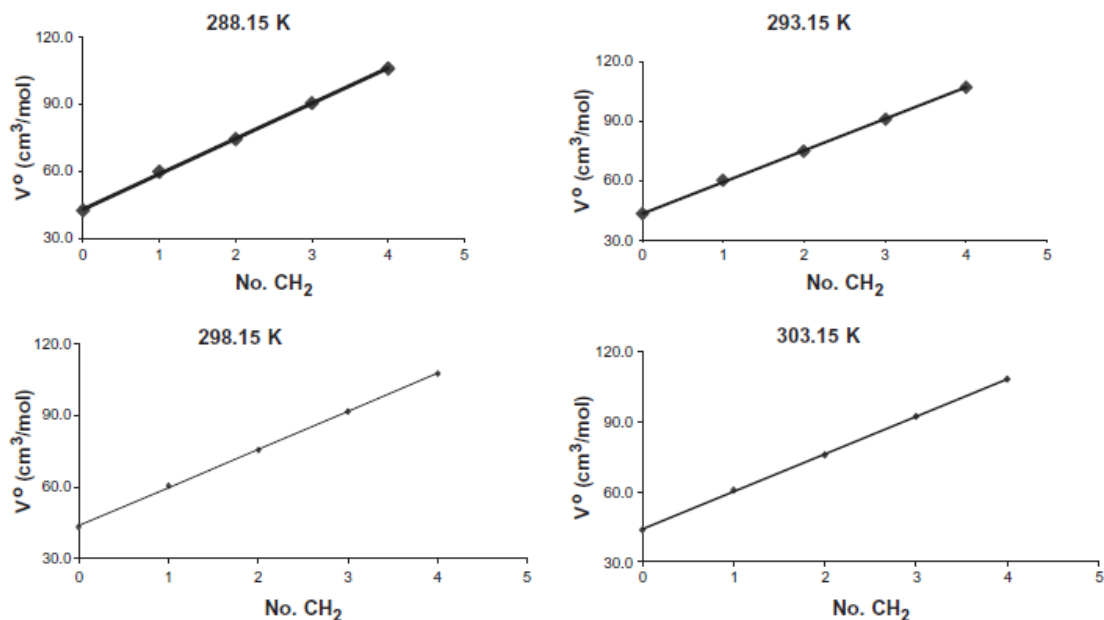 288.15 K
V° (cm³/mol)
120.0
90.0
60.0
30.0
0 1 2 3 4 5
No. CH₂
293.15 K
V° (cm³/mol)
120.0
90.0
60.0
30.0
0 1 2 3 4 5
No. CH₂
298.15 K
V° (cm³/mol)
120.0
90.0
60.0
30.0
0 1 2 3 4 5
No. CH₂
303.15 K
V° (cm³/mol)
120.0
90.0
60.0
30.0
0 1 2 3 4 5
No. CH₂